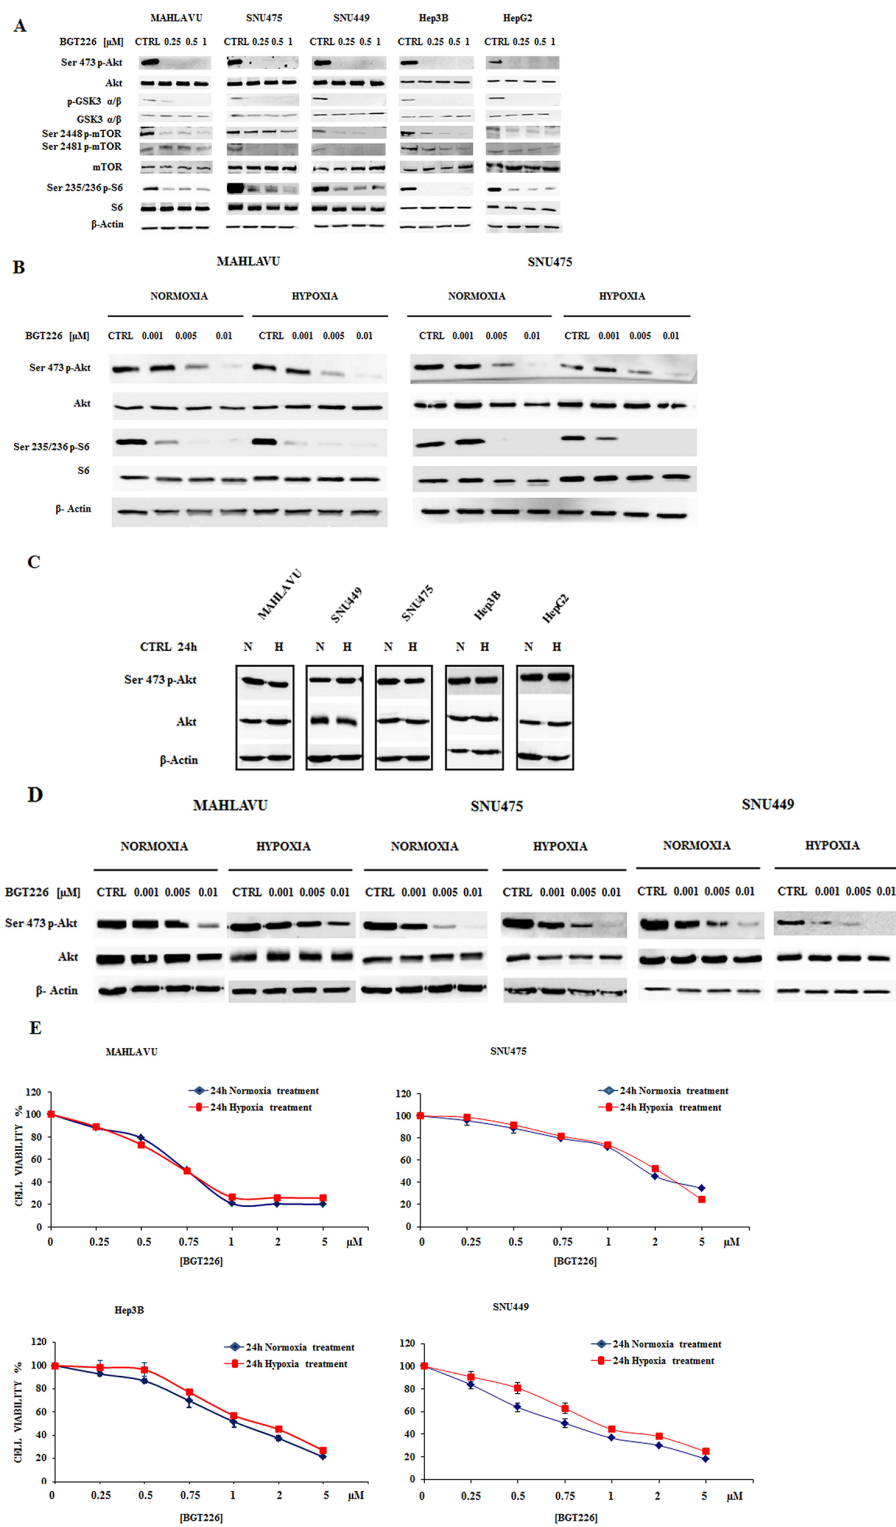 A
MAHLAVU SNU475 SNU449 Hep3B HepG2
BGT226 [µM] CTRL 0.25 0.5 1 CTRL 0.25 0.5 1 CTRL 0.25 0.5 1 CTRL 0.25 0.5 1 CTRL 0.25 0.5 1
Ser 473 p-Akt
Akt
p-GSK3 α/β
GSK3 α/β
Ser 2448 p-mTOR
Ser 2481 p-mTOR
mTOR
Ser 235/236 p-S6
S6
β-Actin
B
MAHLAVU SNU475
NORMOXIA HYPOXIA NORMOXIA HYPOXIA
BGT226 [µM] CTRL 0.001 0.005 0.01 CTRL 0.001 0.005 0.01 CTRL 0.001 0.005 0.01 CTRL 0.001 0.005 0.01
Ser 473 p-Akt
Akt
Ser 235/236 p-S6
S6
β- Actin
C
MAHLAVU SNU449 SNU475 Hep3B HepG2
CTRL 24h N H N H N H N H N H
Ser 473 p-Akt
Akt
β-Actin
D
MAHLAVU SNU475 SNU449
NORMOXIA HYPOXIA NORMOXIA HYPOXIA NORMOXIA HYPOXIA
BGT226 [µM] CTRL 0.001 0.005 0.01 CTRL 0.001 0.005 0.01 CTRL 0.001 0.005 0.01 CTRL 0.001 0.005 0.01 CTRL 0.001 0.005 0.01 CTRL 0.001 0.005 0.01
Ser 473 p-Akt
Akt
β- Actin
E
MAHLAVU
24h Normoxia treatment
24h Hypoxia treatment
CELL VIABILITY %
120
100
80
60
40
20
0
0 0.25 0.5 0.75 1 2 5 µM
[BGT226]
SNU475
24h Normoxia treatment
24h Hypoxia treatment
120
100
80
60
40
20
0
0 0.25 0.5 0.75 1 2 5 µM
[BGT226]
Hep3B
24h Normoxia treatment
24h Hypoxia treatment
CELL VIABILITY %
120
100
80
60
40
20
0
0 0.25 0.5 0.75 1 2 5 µM
[BGT226]
SNU449
24h Normoxia treatment
24h Hypoxia treatment
120
100
80
60
40
20
0
0 0.25 0.5 0.75 1 2 5 µM
[BGT226]